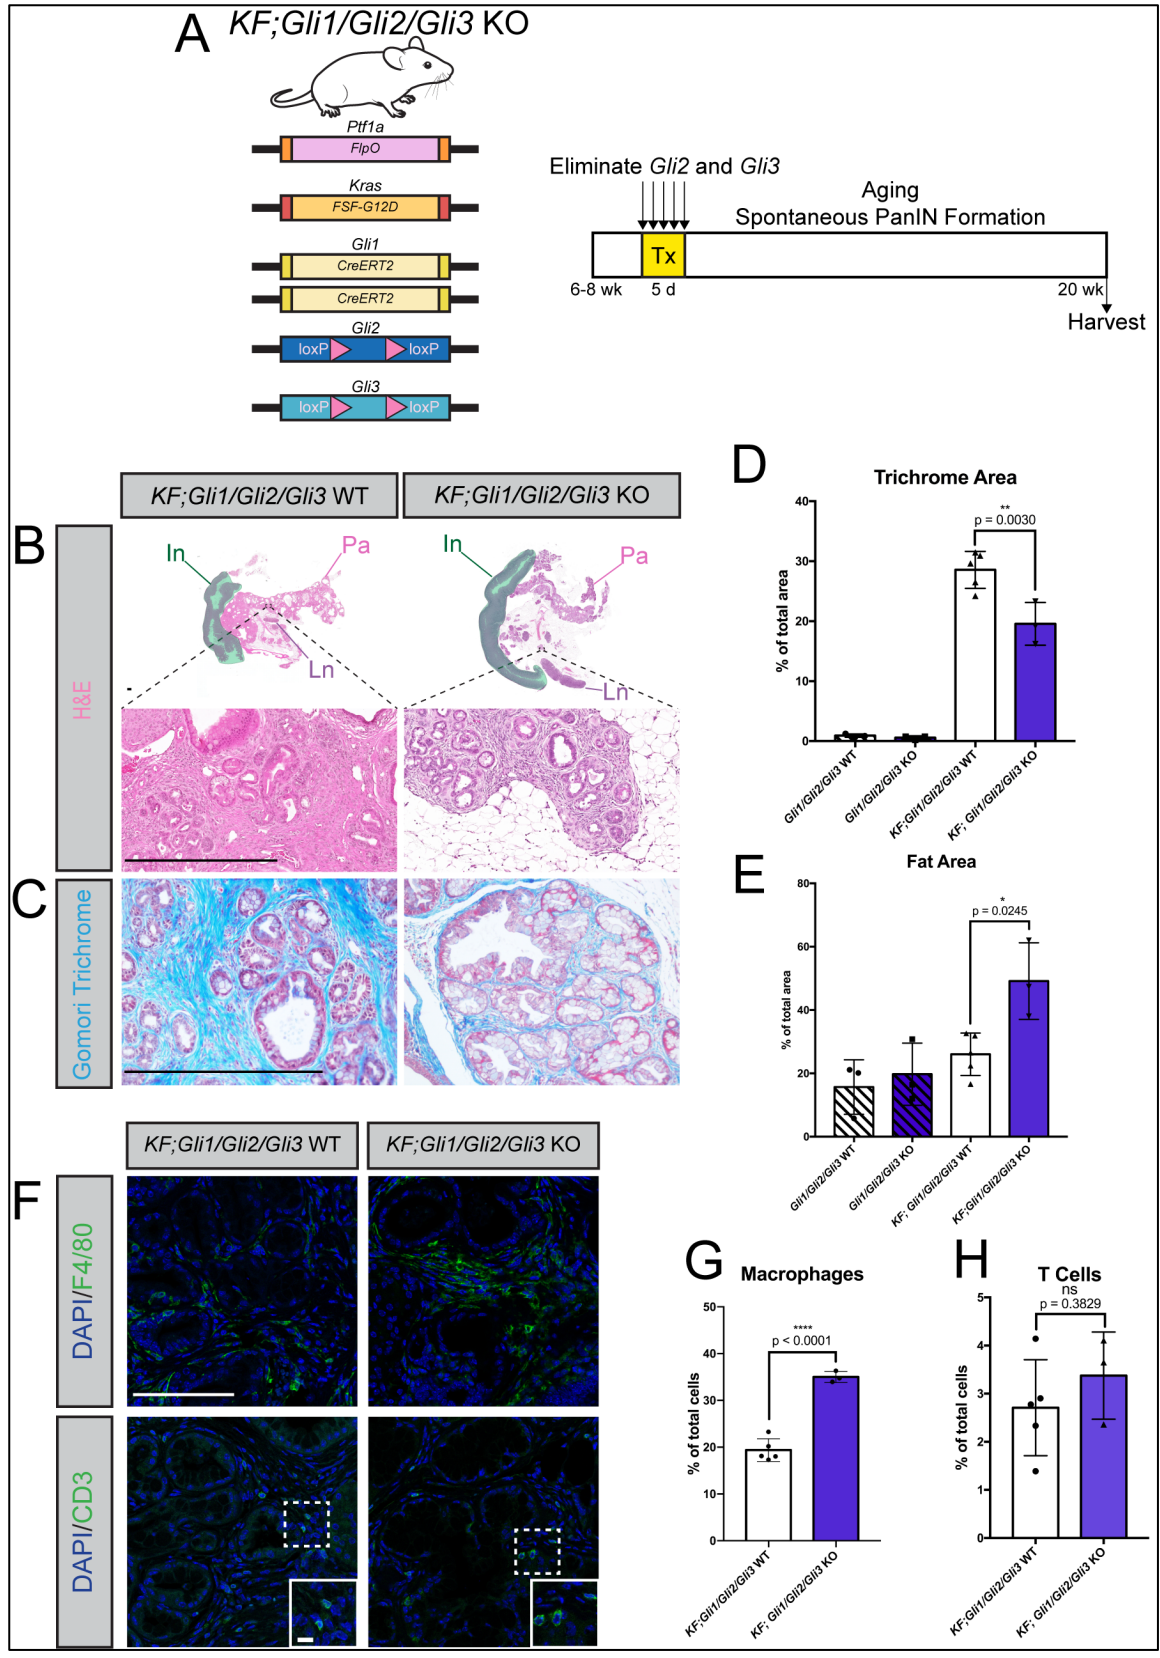 A
KF;Gli1/Gli2/Gli3 KO
Ptf1a
FlpO
Kras
FSF-G12D
Gli1
CreERT2
CreERT2
Gli2
loxP loxP
Gli3
loxP loxP
Eliminate Gli2 and Gli3
Aging
Spontaneous PanIN Formation
Tx
6-8 wk 5 d 20 wk
Harvest
KF;Gli1/Gli2/Gli3 WT KF;Gli1/Gli2/Gli3 KO
B
H&E
In Pa Ln
In Pa Ln
C
Gomori Trichrome
D
Trichrome Area
**
p = 0.0030
% of total area
40
30
20
10
0
Gli1/Gli2/Gli3 WT
Gli1/Gli2/Gli3 KO
KF;Gli1/Gli2/Gli3 WT
KF; Gli1/Gli2/Gli3 KO
E
Fat Area
*
p = 0.0245
% of total area
80
60
40
20
0
Gli1/Gli2/Gli3 WT
Gli1/Gli2/Gli3 KO
KF; Gli1/Gli2/Gli3 WT
KF;Gli1/Gli2/Gli3 KO
KF;Gli1/Gli2/Gli3 WT KF;Gli1/Gli2/Gli3 KO
F
DAPI/F4/80
DAPI/CD3
G
Macrophages
****
p < 0.0001
% of total cells
50
40
30
20
10
0
KF;Gli1/Gli2/Gli3 WT
KF; Gli1/Gli2/Gli3 KO
H
T Cells
ns
p = 0.3829
% of total cells
5
4
3
2
1
0
KF;Gli1/Gli2/Gli3 WT
KF; Gli1/Gli2/Gli3 KO